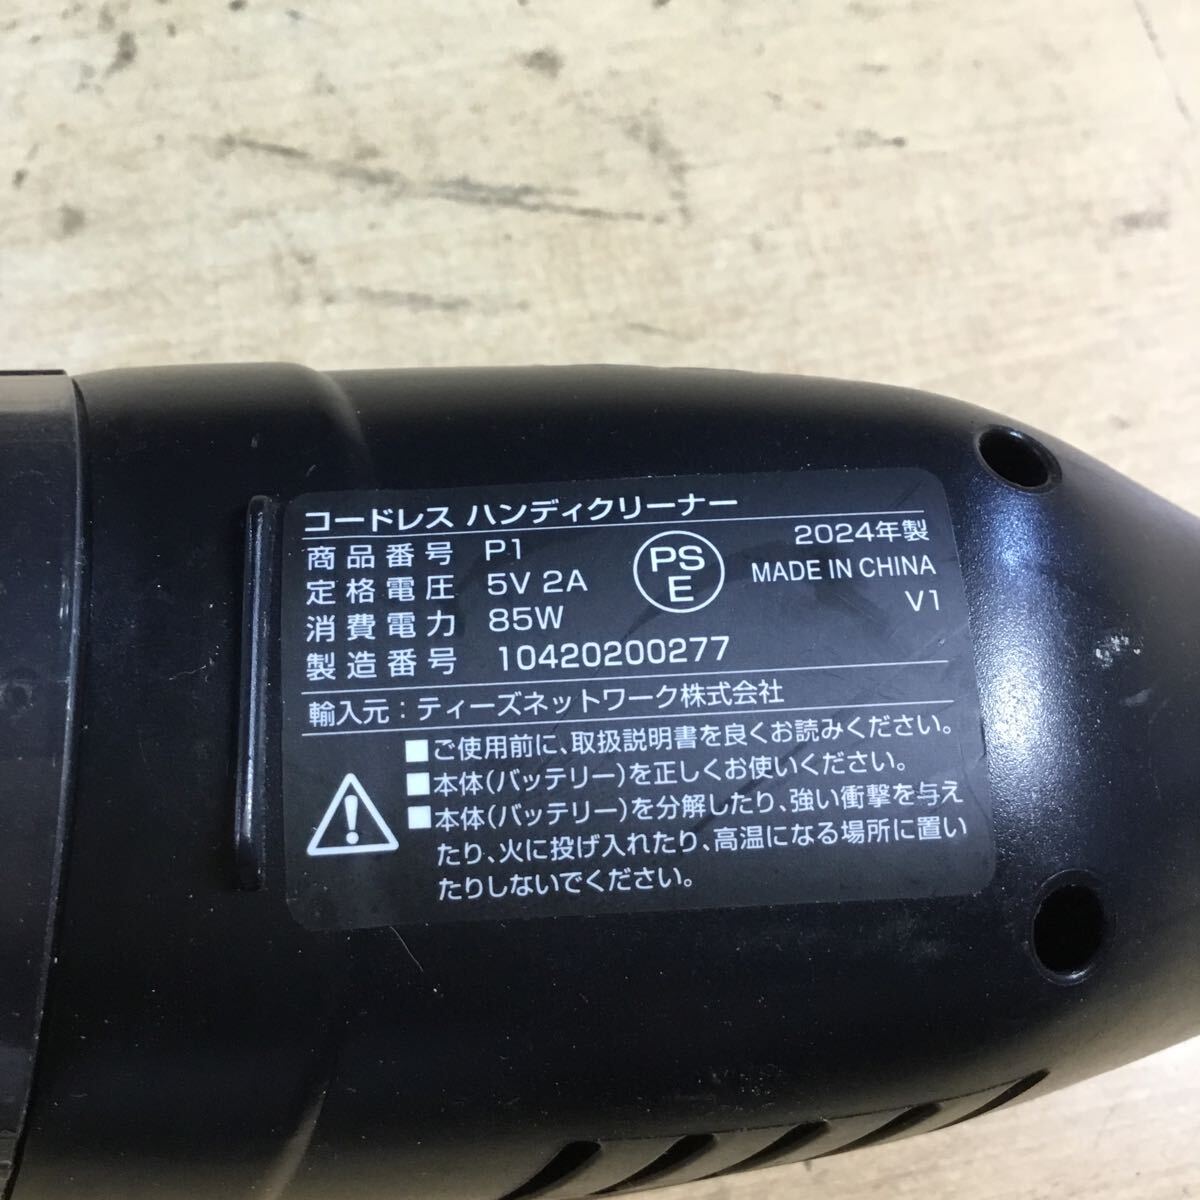 コードレス ハンディクリーナー
商品番号 P1
定格電圧 5V 2A
消費電力 85W
製造番号 10420200277
PS
E
2024年製
MADE IN CHINA
V1
輸入元：ティーズネットワーク株式会社
■ご使用前に、取扱説明書を良くお読みください。
■本体(バッテリー)を正しくお使いください。
■本体(バッテリー)を分解したり、強い衝撃を与え
たり、火に投げ入れたり、高温になる場所に置い
たりしないでください。